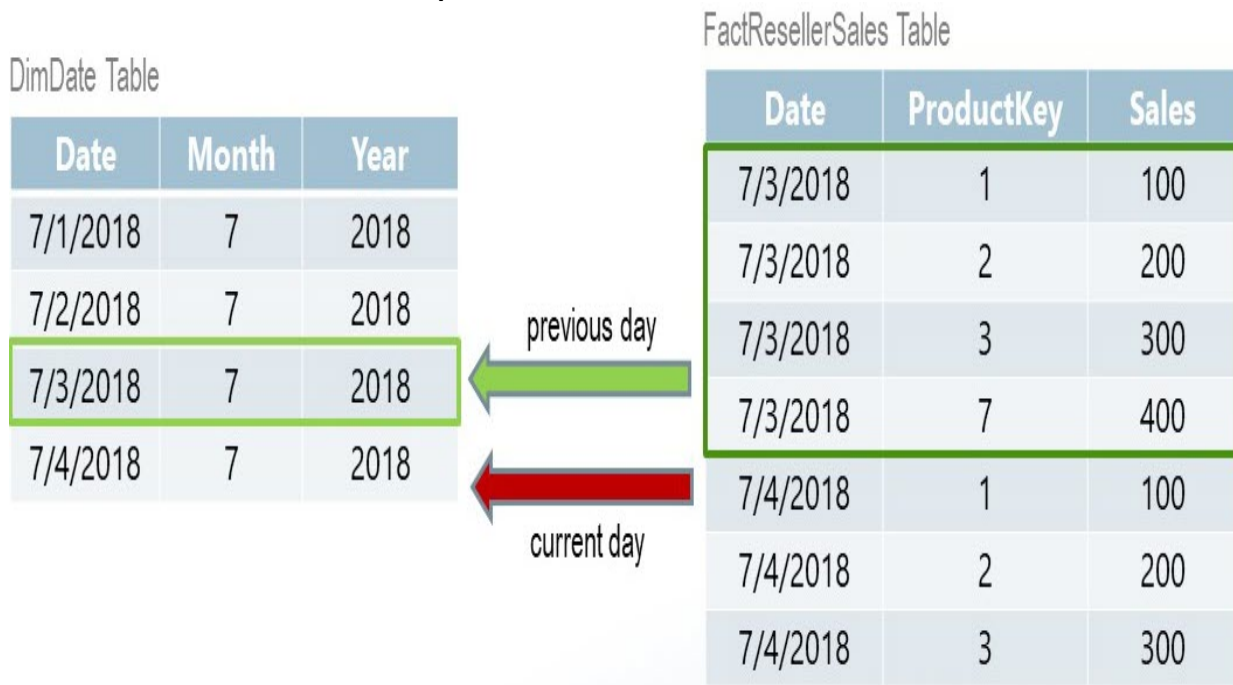 DimDate Table
Date Month Year
7/1/2018 7 2018
7/2/2018 7 2018
7/3/2018 7 2018
7/4/2018 7 2018
previous day
current day
FactResellerSales Table
Date ProductKey Sales
7/3/2018 1 100
7/3/2018 2 200
7/3/2018 3 300
7/3/2018 7 400
7/4/2018 1 100
7/4/2018 2 200
7/4/2018 3 300